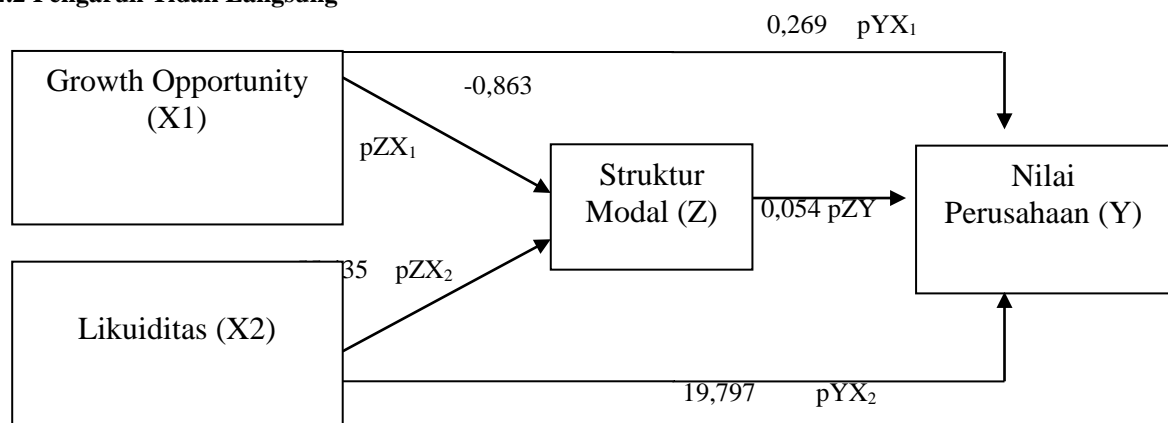 0,269 pYX₁
Growth Opportunity
(X1)
-0,863
pZX₁
Struktur
Modal (Z)
0,054 pZY
Nilai
Perusahaan (Y)
pZX₂
Likuiditas (X2)
19,797 pYX₂